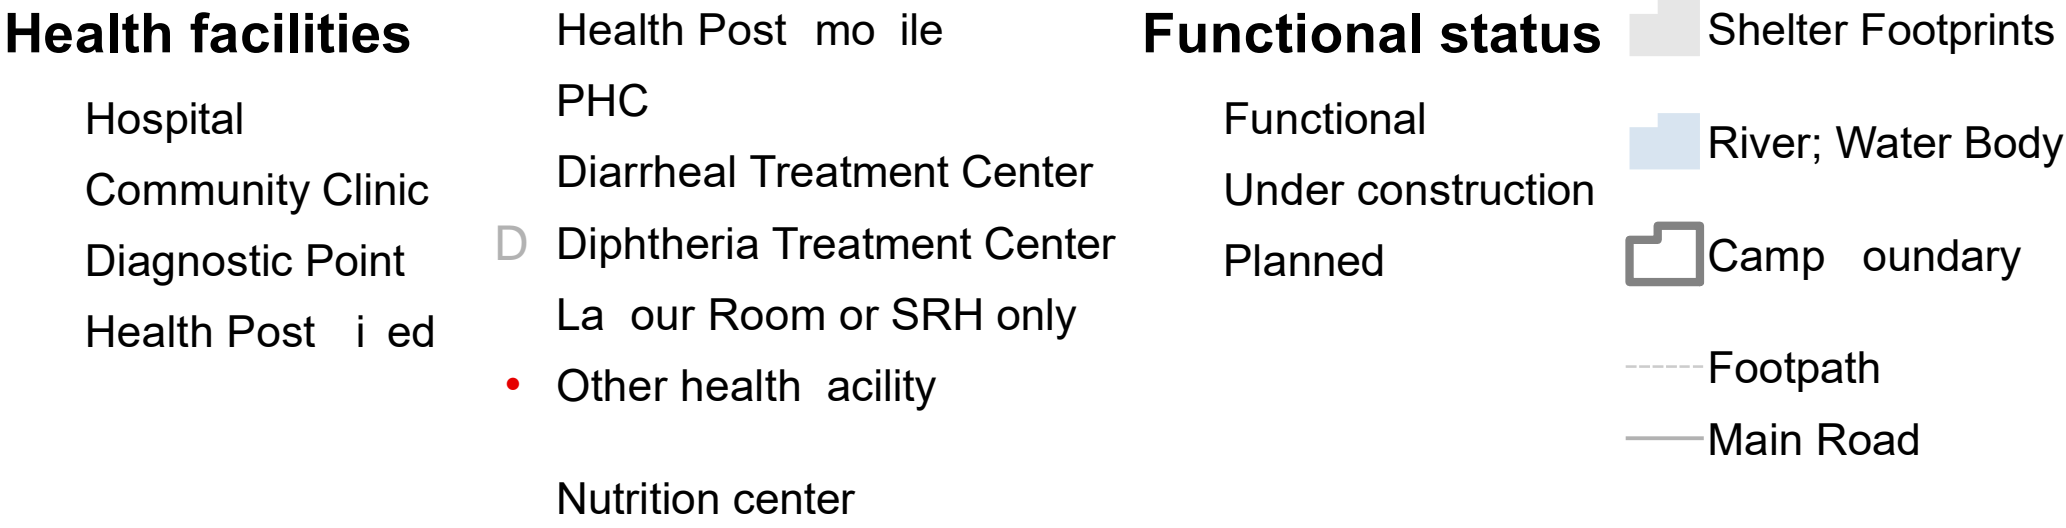 Health facilities
Hospital
Community Clinic
Diagnostic Point
Health Post i ed
Health Post mo ile
PHC
Diarrheal Treatment Center
D Diphtheria Treatment Center
La our Room or SRH only
Other health acility
Nutrition center
Functional status
Functional
Under construction
Planned
Shelter Footprints
River; Water Body
Camp oundary
Footpath
Main Road